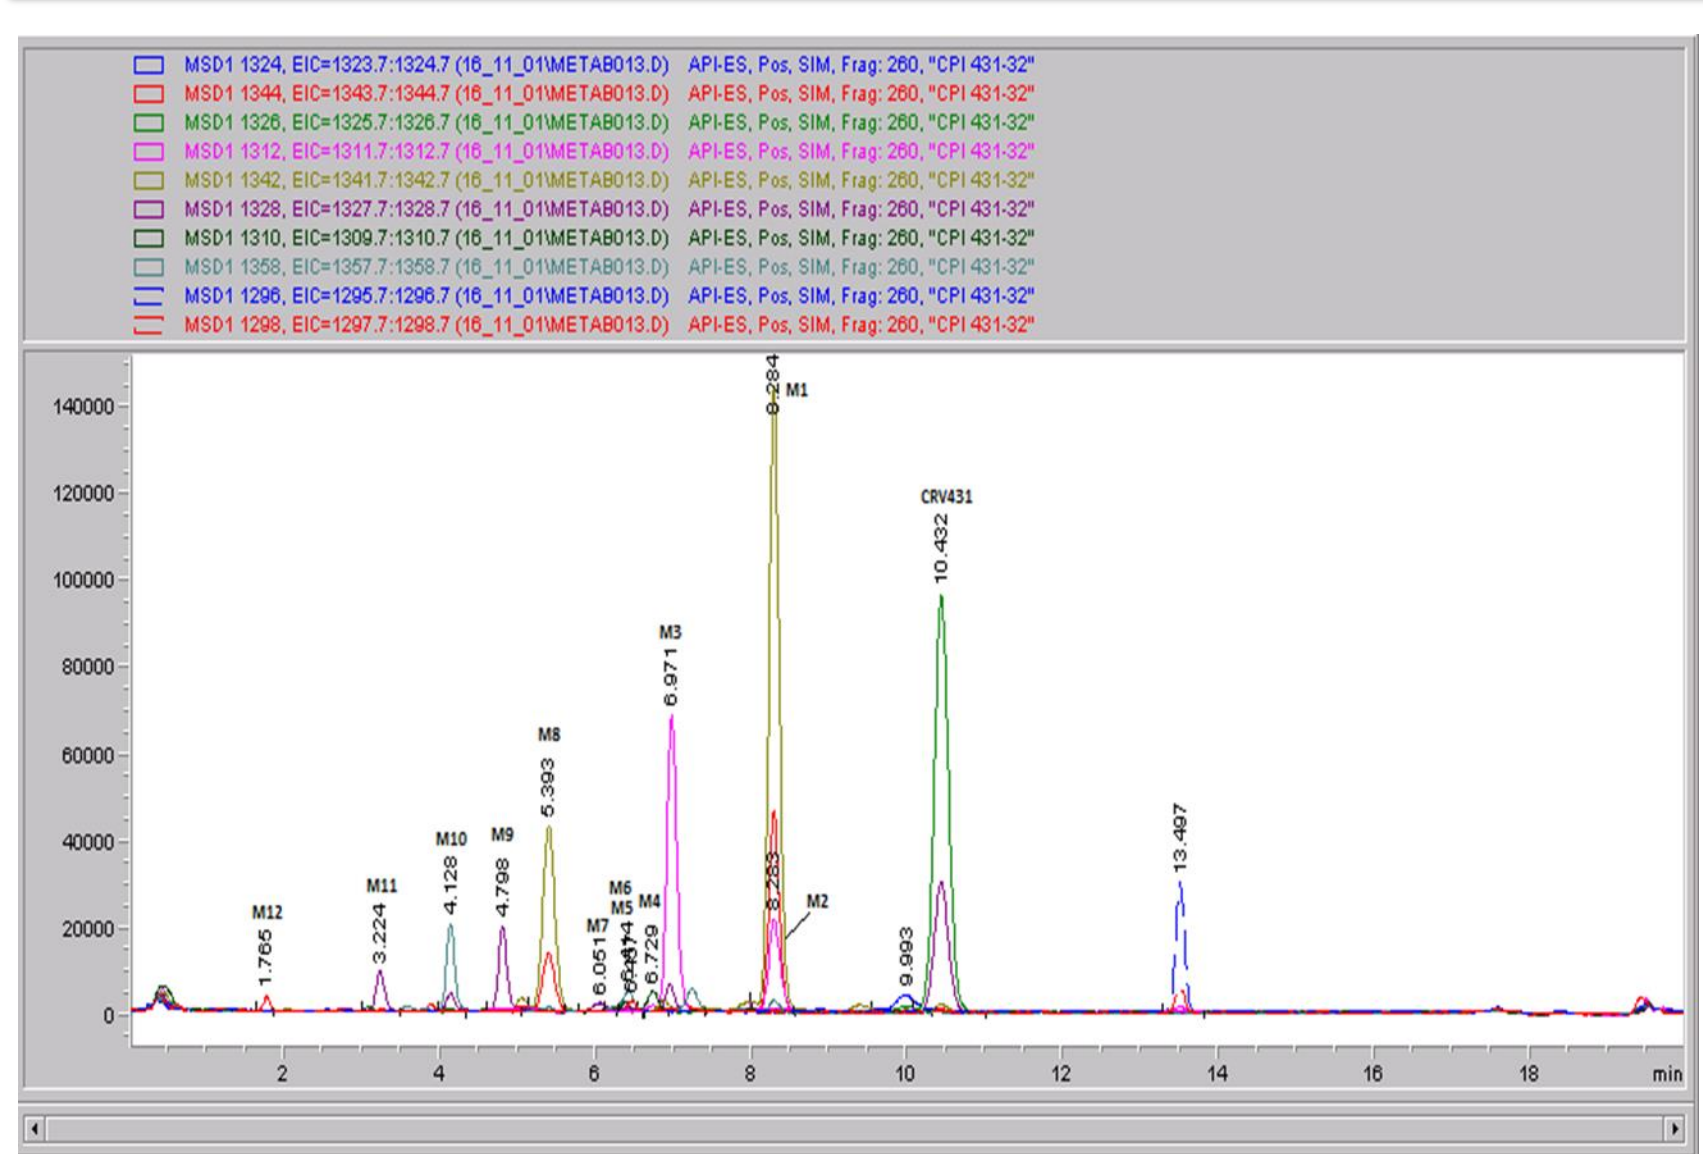 MSD1 1324, EIC=1323.7:1324.7 (16_11_01\METAB013.D) API-ES, Pos, SIM, Frag: 260, "CPI 431-32"
MSD1 1344, EIC=1343.7:1344.7 (16_11_01\METAB013.D) API-ES, Pos, SIM, Frag: 260, "CPI 431-32"
MSD1 1326, EIC=1325.7:1326.7 (16_11_01\METAB013.D) API-ES, Pos, SIM, Frag: 260, "CPI 431-32"
MSD1 1312, EIC=1311.7:1312.7 (16_11_01\METAB013.D) API-ES, Pos, SIM, Frag: 260, "CPI 431-32"
MSD1 1342, EIC=1341.7:1342.7 (16_11_01\METAB013.D) API-ES, Pos, SIM, Frag: 260, "CPI 431-32"
MSD1 1328, EIC=1327.7:1328.7 (16_11_01\METAB013.D) API-ES, Pos, SIM, Frag: 260, "CPI 431-32"
MSD1 1310, EIC=1309.7:1310.7 (16_11_01\METAB013.D) API-ES, Pos, SIM, Frag: 260, "CPI 431-32"
MSD1 1358, EIC=1357.7:1358.7 (16_11_01\METAB013.D) API-ES, Pos, SIM, Frag: 260, "CPI 431-32"
MSD1 1296, EIC=1295.7:1296.7 (16_11_01\METAB013.D) API-ES, Pos, SIM, Frag: 260, "CPI 431-32"
MSD1 1298, EIC=1297.7:1298.7 (16_11_01\METAB013.D) API-ES, Pos, SIM, Frag: 260, "CPI 431-32"
140000
120000
100000
80000
60000
40000
20000
0
M12
1.765
M11
3.224
M10
4.128
M9
4.798
M8
5.393
M7
6.051
M6
M5
M4
6.729
M3
6.971
8.284
M1
8.283
M2
9.993
CRV431
10.432
13.497
2
4
6
8
10
12
14
16
18
min